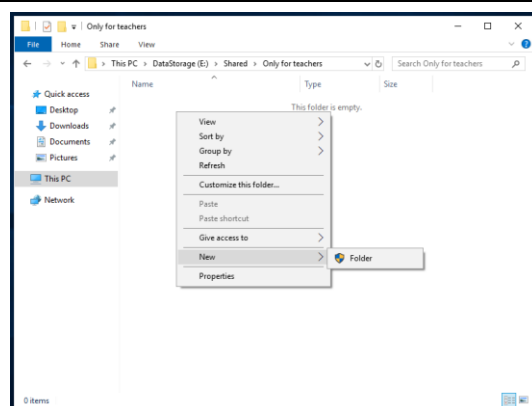 Only for teachers
File Home Share View
This PC > DataStorage (E:) > Shared > Only for teachers
Search Only for teachers
Name Type Size
Quick access
Desktop
Downloads
Documents
Pictures
This PC
Network
This folder is empty.
View
Sort by
Group by
Refresh
Customize this folder...
Paste
Paste shortcut
Give access to
New
Folder
Properties
0 items